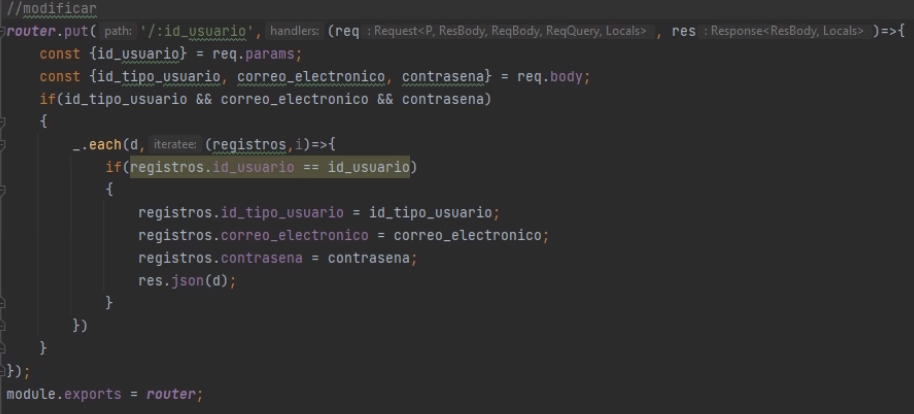 //modificar
router.put( path: '/:id_usuario', handlers: (req : Request<P, ResBody, ReqBody, ReqQuery, Locals> , res : Response<ResBody, Locals> )=>{
    const {id_usuario} = req.params;
    const {id_tipo_usuario, correo_electronico, contrasena} = req.body;
    if(id_tipo_usuario && correo_electronico && contrasena)
    {
        _.each(d, iteratee: (registros,i)=>{
            if(registros.id_usuario == id_usuario)
            {
                registros.id_tipo_usuario = id_tipo_usuario;
                registros.correo_electronico = correo_electronico;
                registros.contrasena = contrasena;
                res.json(d);
            }
        })
    }
});
module.exports = router;